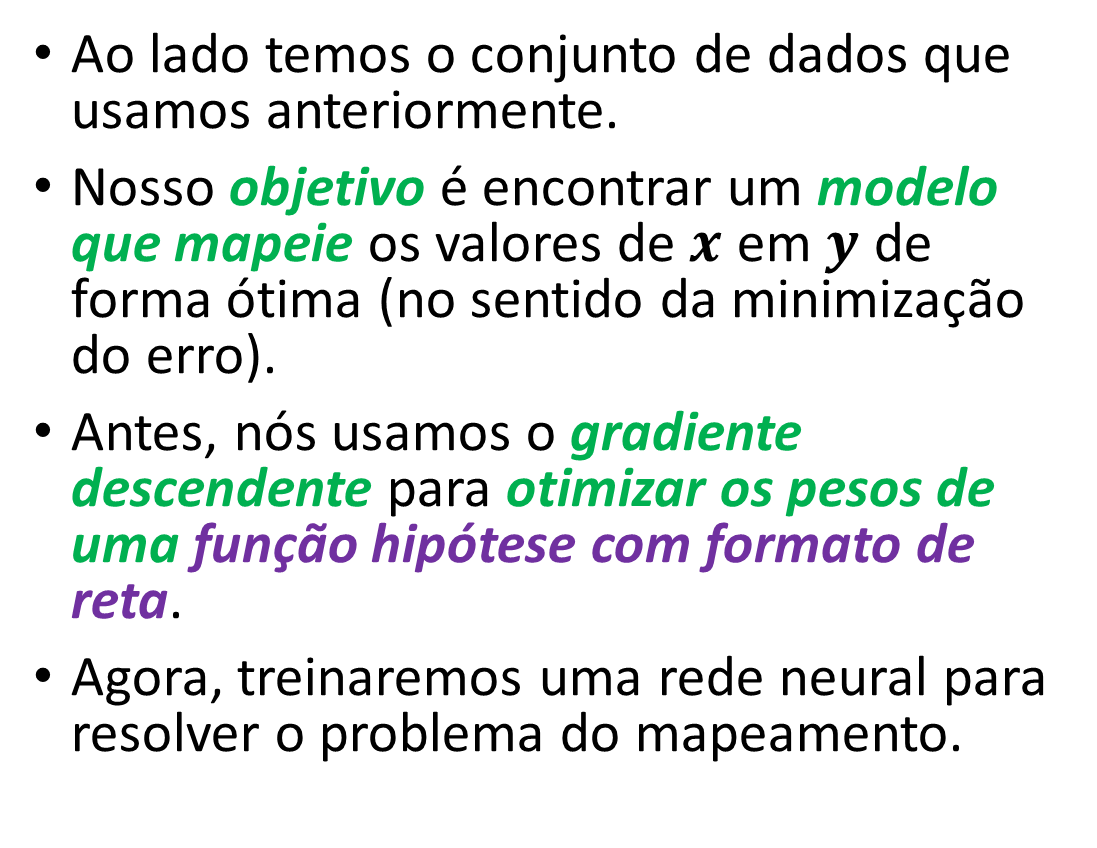 • Ao lado temos o conjunto de dados que
usamos anteriormente.
• Nosso objetivo é encontrar um modelo
que mapeie os valores de x em y de
forma ótima (no sentido da minimização
do erro).
• Antes, nós usamos o gradiente
descendente para otimizar os pesos de
uma função hipótese com formato de
reta.
• Agora, treinaremos uma rede neural para
resolver o problema do mapeamento.